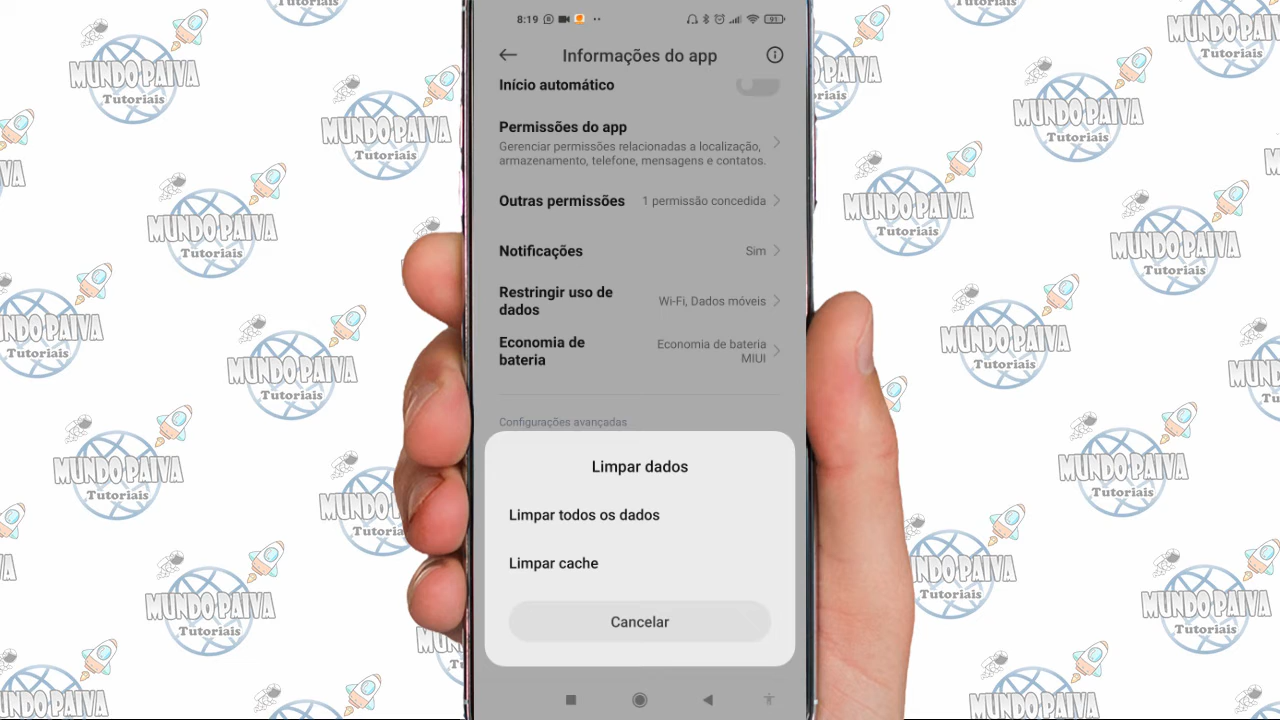 8:19
91
Informações do app
Início automático
Permissões do app
Gerenciar permissões relacionadas a localização,
armazenamento, telefone, mensagens e contatos.
Outras permissões 1 permissão concedida
Notificações Sim
Restringir uso de
dados
Wi-Fi, Dados móveis
Economia de
bateria
Economia de bateria
MIUI
Configurações avançadas
Limpar dados
Limpar todos os dados
Limpar cache
Cancelar
MUNDO PAIVA
Tutoriais